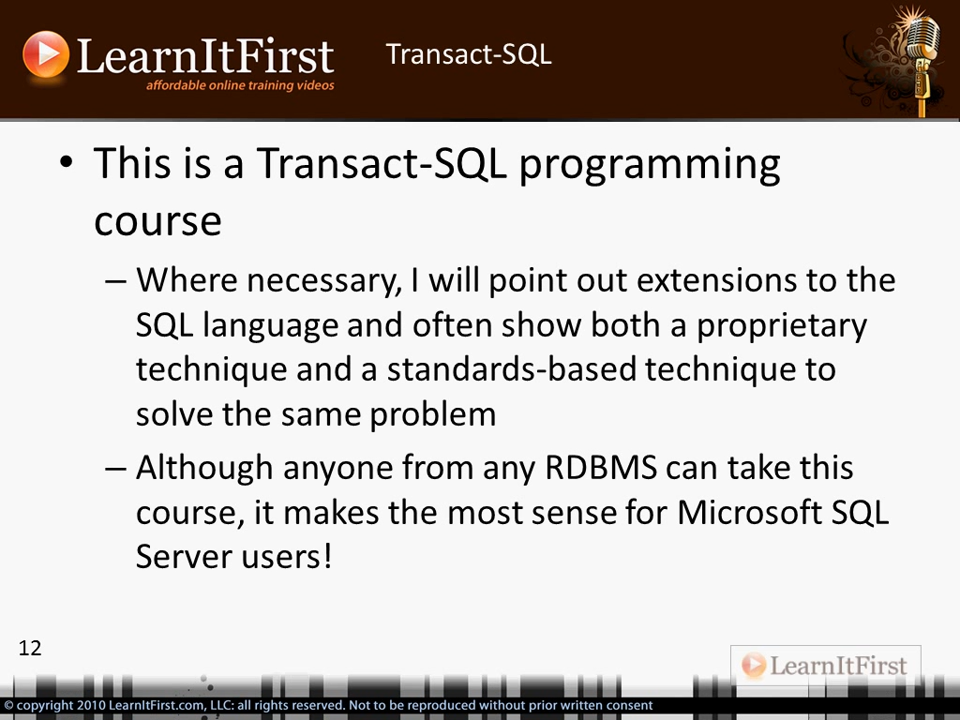 LearnItFirst
affordable online training videos
Transact-SQL
• This is a Transact-SQL programming
course
– Where necessary, I will point out extensions to the
SQL language and often show both a proprietary
technique and a standards-based technique to
solve the same problem
– Although anyone from any RDBMS can take this
course, it makes the most sense for Microsoft SQL
Server users!
12
LearnItFirst
© copyright 2010 LearnItFirst.com, LLC: all rights reserved. Not to be reproduced without prior written consent